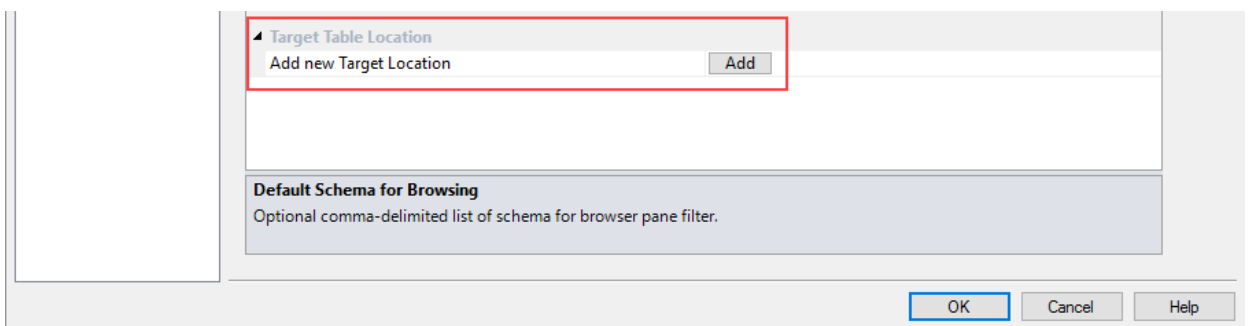 Target Table Location
Add new Target Location Add
Default Schema for Browsing
Optional comma-delimited list of schema for browser pane filter.
OK Cancel Help